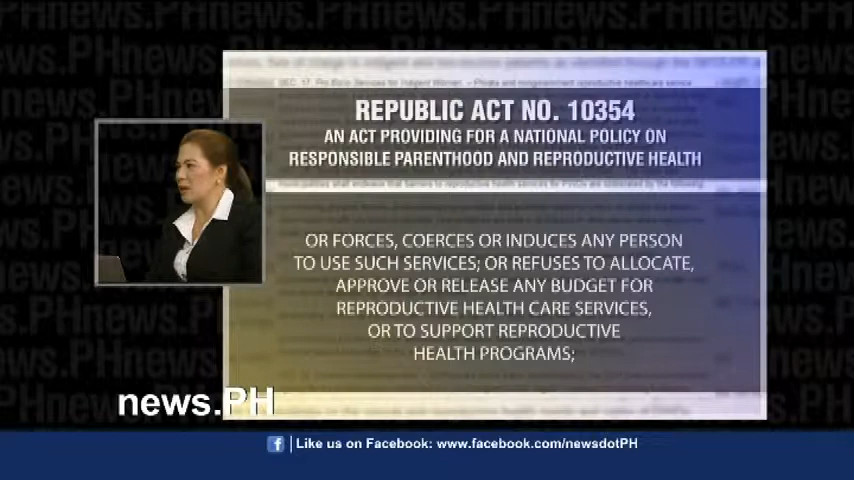 news.PH
REPUBLIC ACT NO. 10354
AN ACT PROVIDING FOR A NATIONAL POLICY ON
RESPONSIBLE PARENTHOOD AND REPRODUCTIVE HEALTH
OR FORCES, COERCES OR INDUCES ANY PERSON
TO USE SUCH SERVICES; OR REFUSES TO ALLOCATE,
APPROVE OR RELEASE ANY BUDGET FOR
REPRODUCTIVE HEALTH CARE SERVICES,
OR TO SUPPORT REPRODUCTIVE
HEALTH PROGRAMS;
news.PH
f | Like us on Facebook: www.facebook.com/newsdotPH